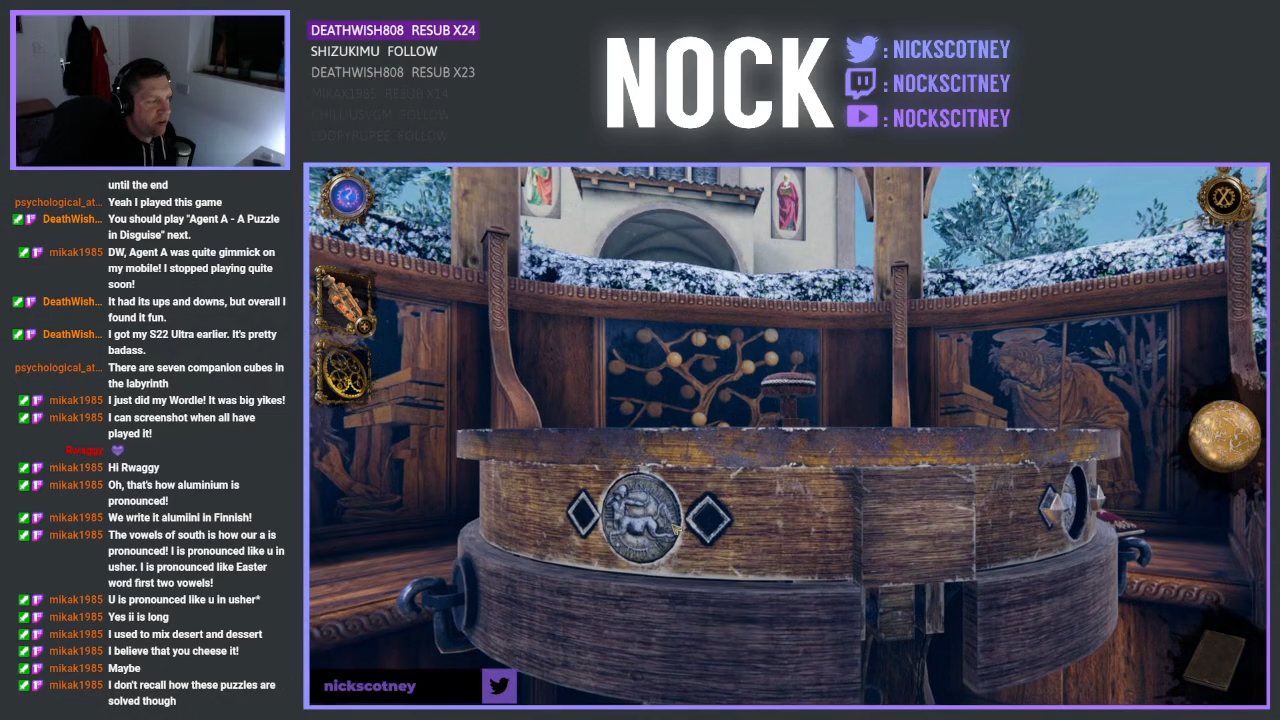 DEATHWISH808 RESUB X24
SHIZUKIMU FOLLOW
DEATHWISH808 RESUB X23
MIKAK1985 RESUB X14
LOOPYRUPEE FOLLOW
NOCK
: NICKSCOTNEY
: NOCKSCITNEY
: NOCKSCITNEY
until the end
psychological_at... Yeah I played this game
DeathWish... You should play "Agent A - A Puzzle
in Disguise" next.
mikak1985 DW, Agent A was quite gimmick on
my mobile! I stopped playing quite
soon!
DeathWish... It had its ups and downs, but overall I
found it fun.
DeathWish... I got my S22 Ultra earlier. It's pretty
badass.
psychological_at... There are seven companion cubes in
the labyrinth
mikak1985 I just did my Wordle! It was big yikes!
mikak1985 I can screenshot when all have
played it!
Rwaggy
mikak1985 Hi Rwaggy
mikak1985 Oh, that's how aluminium is
pronounced!
mikak1985 We write it alumiini in Finnish!
mikak1985 The vowels of south is how our a is
pronounced! I is pronounced like u in
usher. I is pronounced like Easter
word first two vowels!
mikak1985 U is pronounced like u in usher*
mikak1985 Yes ii is long
mikak1985 I used to mix desert and dessert
mikak1985 I believe that you cheese it!
mikak1985 Maybe
mikak1985 I don't recall how these puzzles are
solved though
nickscotney